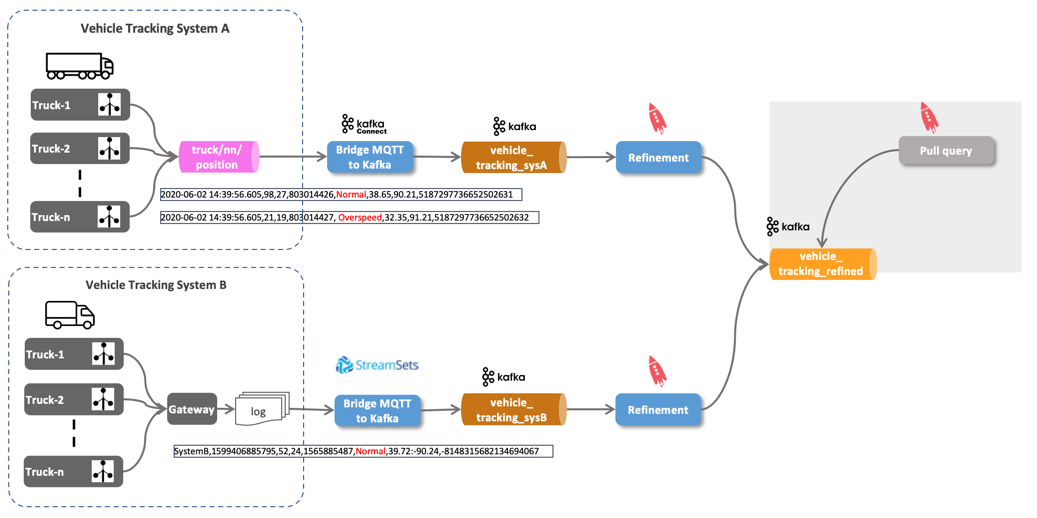 Vehicle Tracking System A
Truck-1
Truck-2
Truck-n
truck/nn/
position
kafka
Connect
Bridge MQTT
to Kafka
kafka
vehicle_
tracking_sysA
Refinement
2020-06-02 14:39:56.605,98,27,803014426,Normal,38.65,90.21,5187297736652502631
2020-06-02 14:39:56.605,21,19,803014427, Overspeed,32.35,91.21,5187297736652502632
Pull query
kafka
vehicle_
tracking_refined
Vehicle Tracking System B
Truck-1
Truck-2
Truck-n
Gateway
log
StreamSets
Bridge MQTT
to Kafka
kafka
vehicle_
tracking_sysB
Refinement
SystemB,1599406885795,52,24,1565885487,Normal,39.72:-90.24,-8148315682134694067